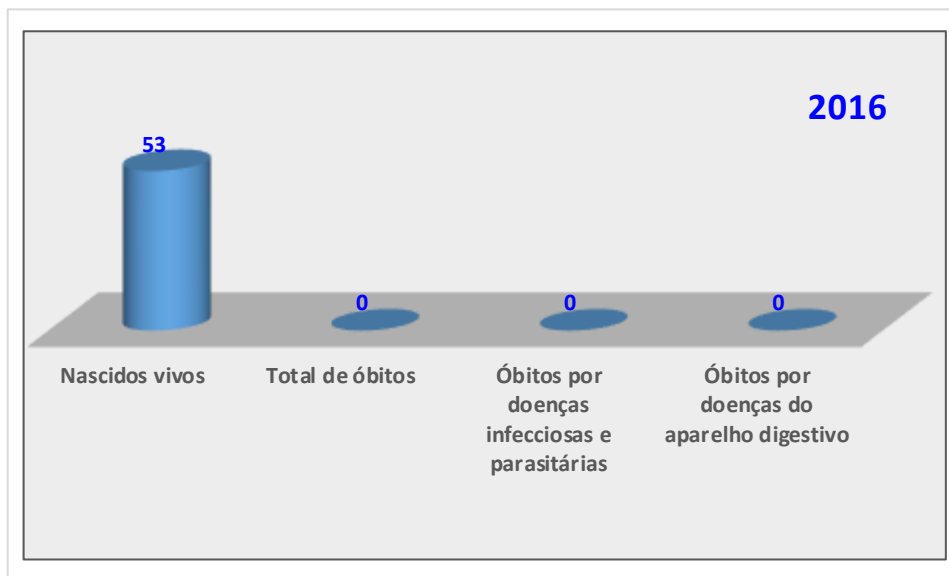 2016
53
0
0
0
Nascidos vivos
Total de óbitos
Óbitos por
doenças
infecciosas e
parasitárias
Óbitos por
doenças do
aparelho digestivo